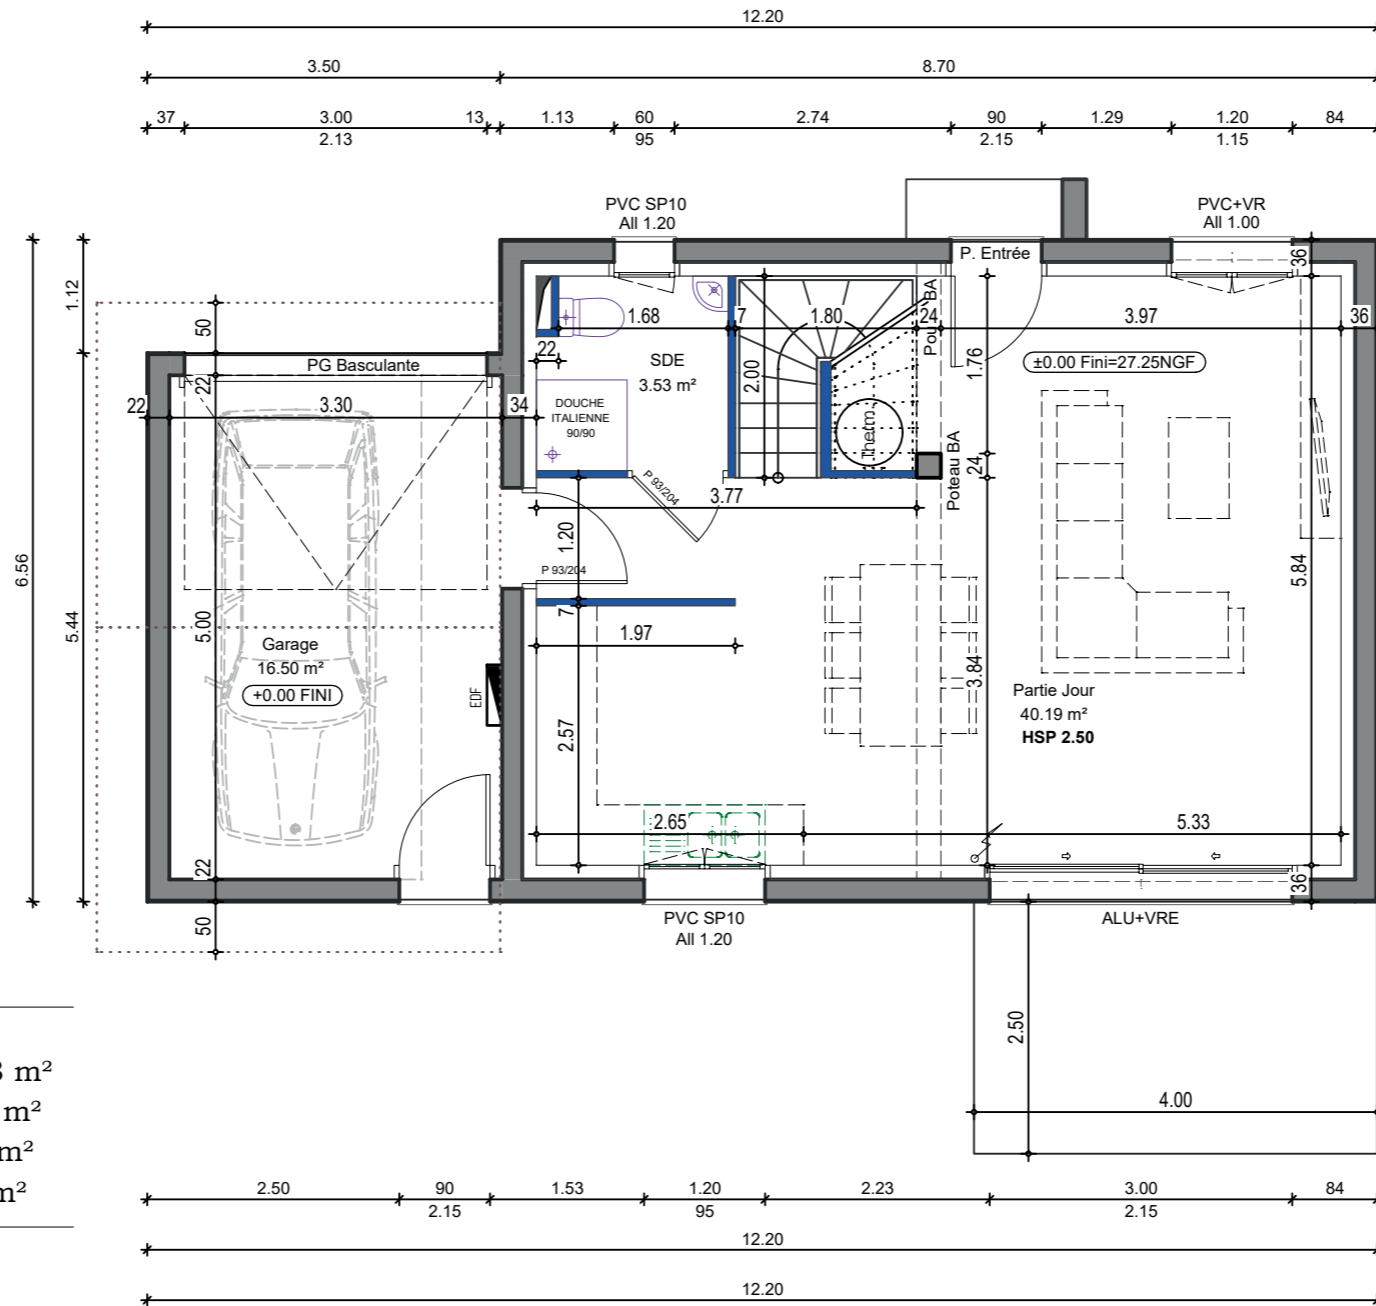 12.20
3.50 8.70
37 3.00 13 1.13 60 2.74 90 1.29 1.20 84
2.13 95 2.15 1.15
PVC SP10
All 1.20
PVC+VR
All 1.00
P. Entrée
36
1.12
50
6.56
5.44
PG Basculante
22
22 3.30 34
1.68 7 1.80 24 3.97 36
22
SDE
3.53 m²
2.00
Pou BA
1.76
±0.00 Fini=27.25NGF
DOUCHE
ITALIENNE
90/90
Therm.
24
Poteau BA
P 93/204
3.77
1.20
P 93/204
5.84
7
1.97
5.00
Garage
16.50 m²
+0.00 FINI
EDF
3.84
Partie Jour
40.19 m²
HSP 2.50
2.57
2.65 5.33
22
36
50
PVC SP10
All 1.20
ALU+VRE
2.50
4.00
m²
m²
m²
m²
2.50 90 1.53 1.20 2.23 3.00 84
2.15 95 2.15
12.20
12.20